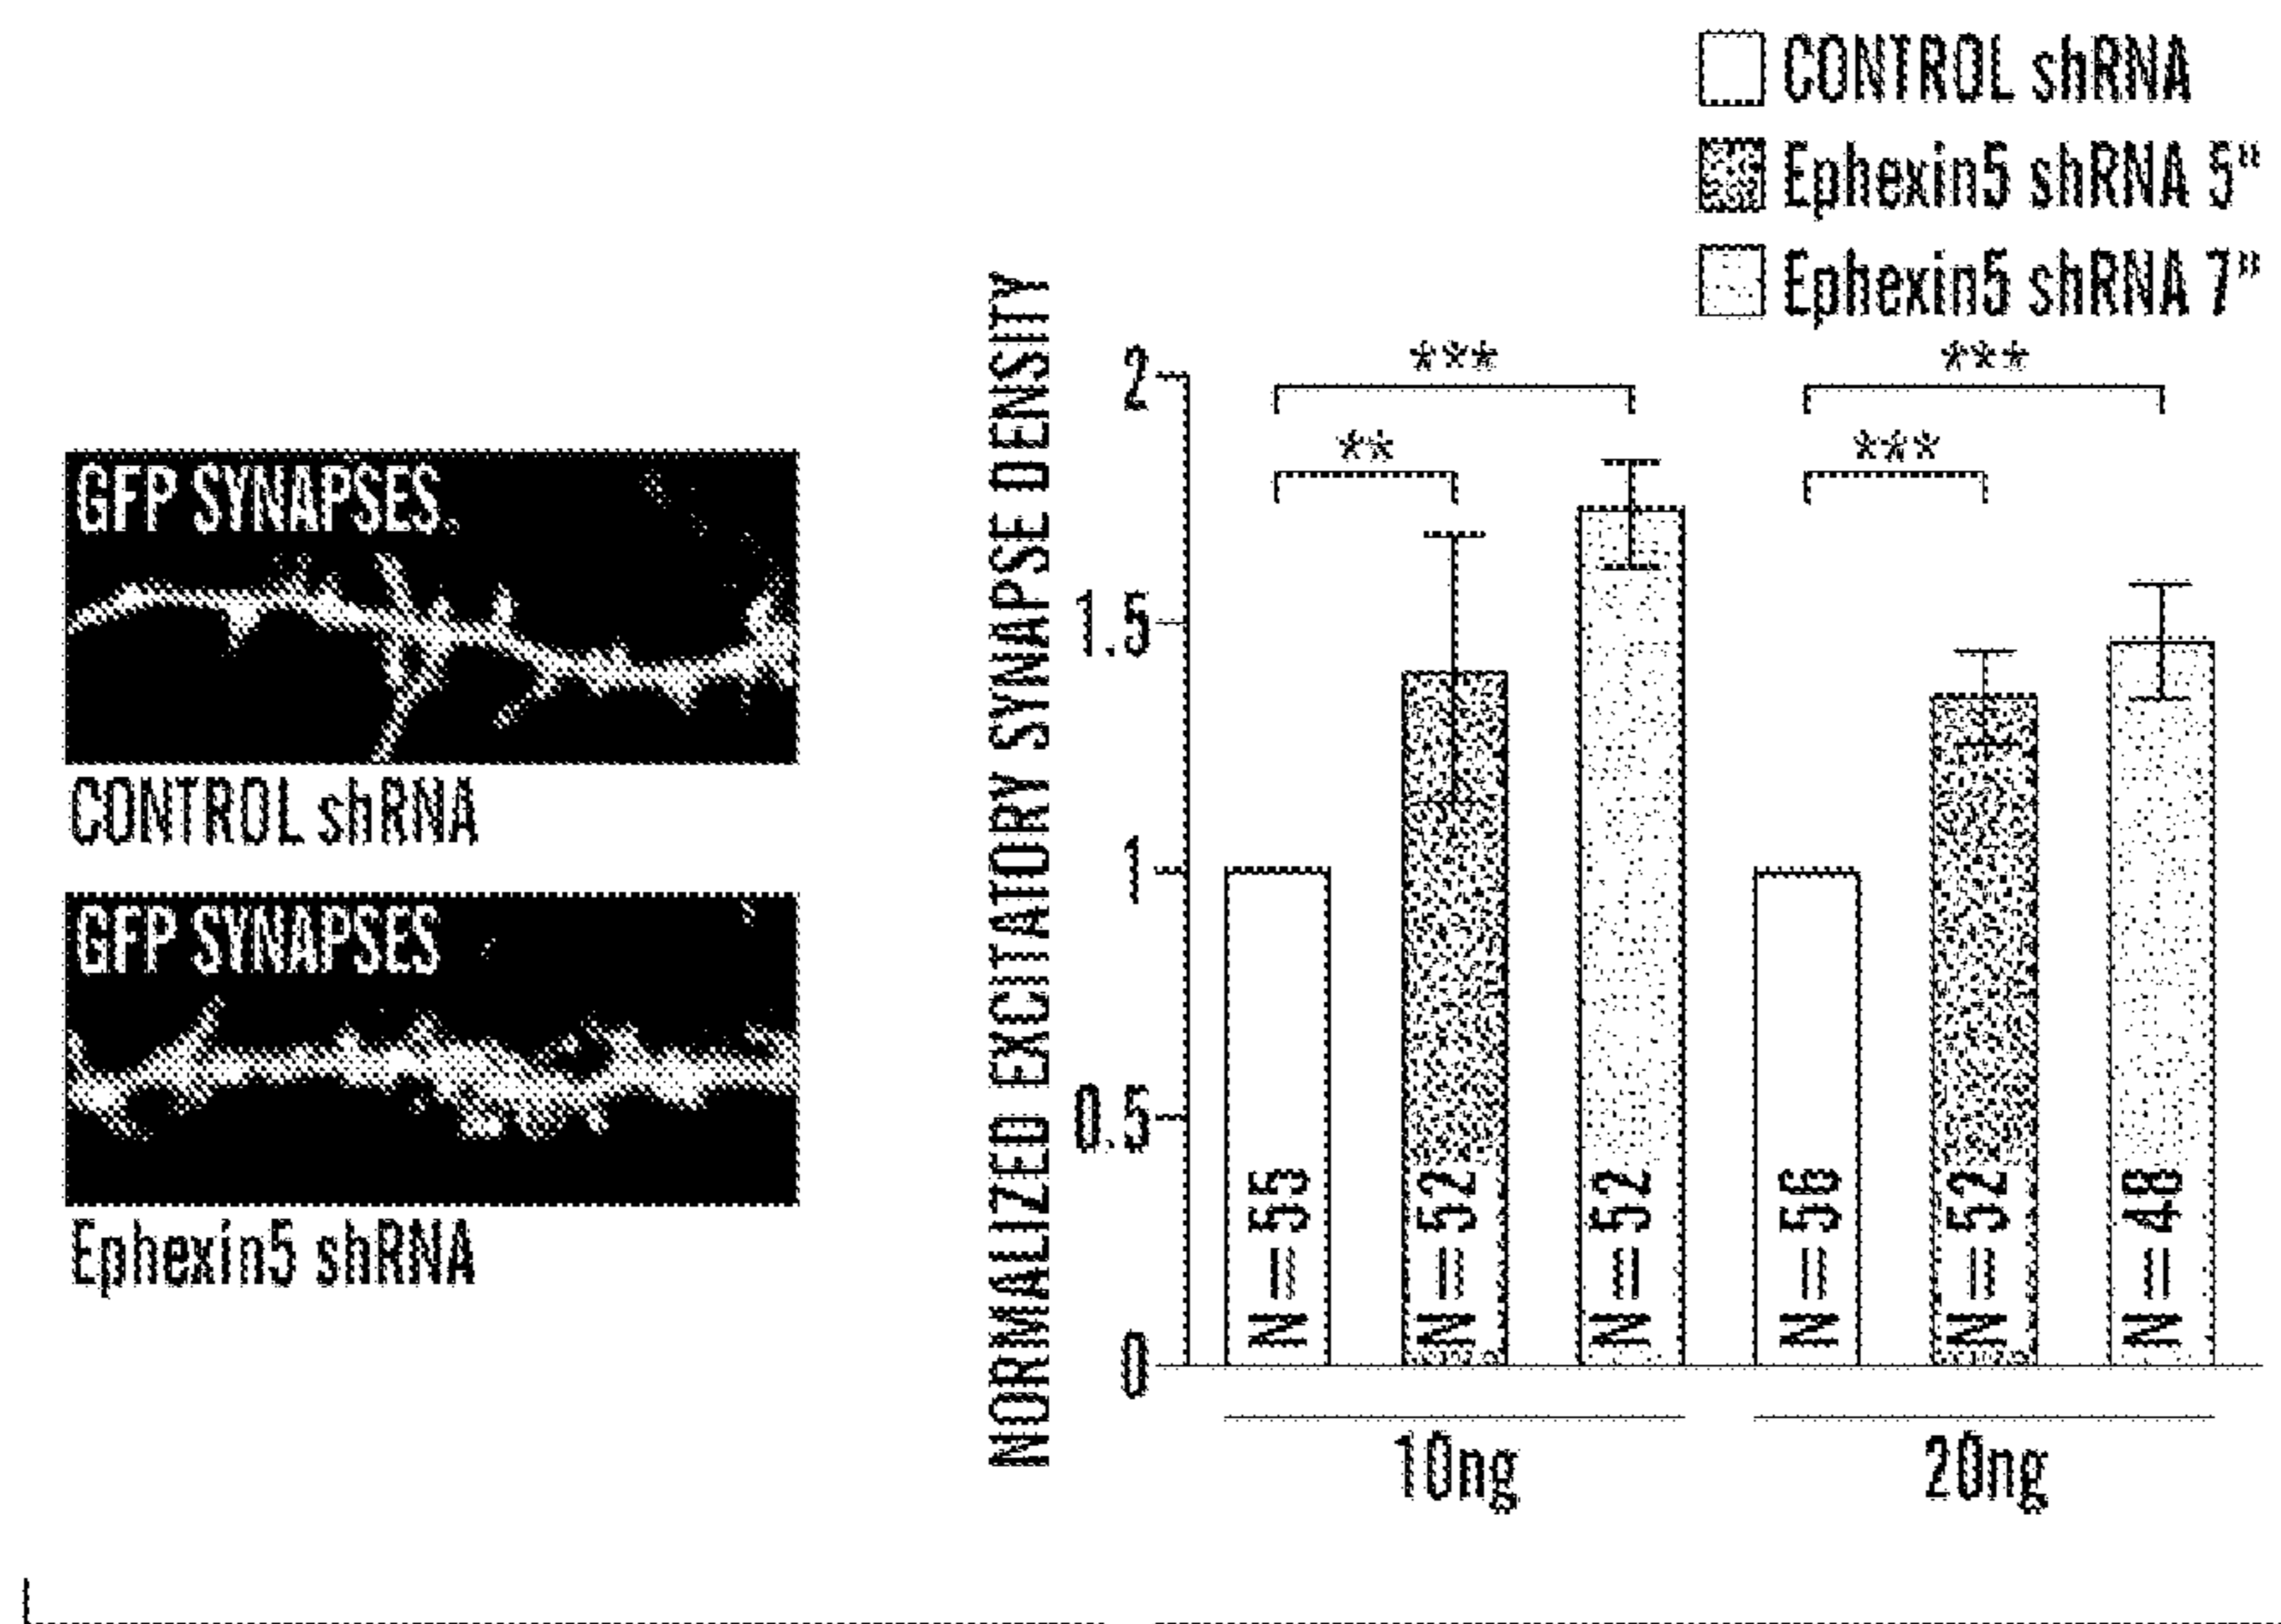 GFP SYNAPSES
CONTROL shRNA
GFP SYNAPSES
Ephexin5 shRNA
CONTROL shRNA
Ephexin5 shRNA 5"
Ephexin5 shRNA 7"
NORMALIZED EXCITATORY SYNAPSE DENSITY
2
1.5
1
0.5
0
*** ***
** ***
N=55 N=52 N=52 N=56 N=52 N=48
10ng 20ng